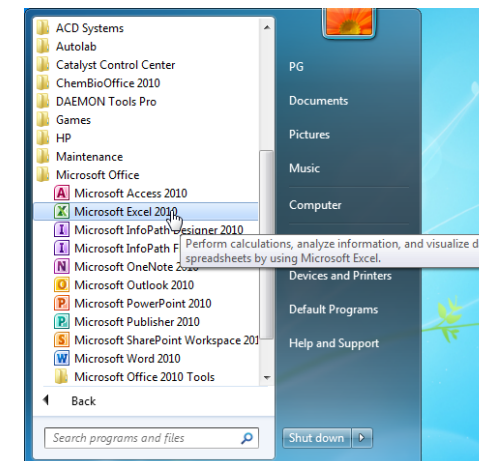 ACD Systems
Autolab
Catalyst Control Center
ChemBioOffice 2010
DAEMON Tools Pro
Games
HP
Maintenance
Microsoft Office
Microsoft Access 2010
Microsoft Excel 2010
Microsoft InfoPath Designer 2010
Microsoft InfoPath F
Microsoft OneNote 2010
Microsoft Outlook 2010
Microsoft PowerPoint 2010
Microsoft Publisher 2010
Microsoft SharePoint Workspace 201
Microsoft Word 2010
Microsoft Office 2010 Tools
Back
Search programs and files
PG
Documents
Pictures
Music
Computer
Perform calculations, analyze information, and visualize d
spreadsheets by using Microsoft Excel.
Devices and Printers
Default Programs
Help and Support
Shut down